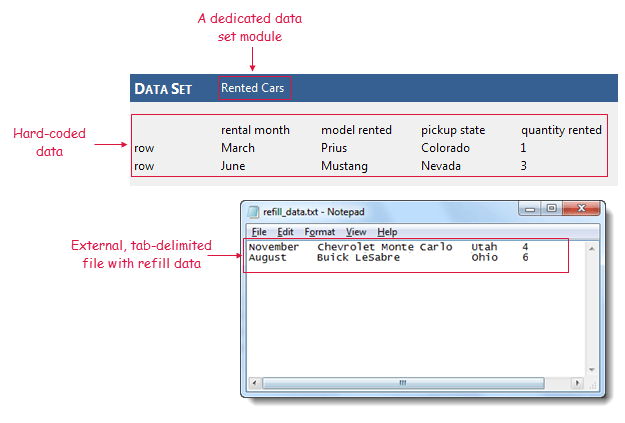 A dedicated data
set module
DATA SET Rented Cars
Hard-coded
data
rental month model rented pickup state quantity rented
row March Prius Colorado 1
row June Mustang Nevada 3
refill_data.txt - Notepad
File Edit Format View Help
External, tab-delimited
file with refill data
November Chevrolet Monte Carlo Utah 4
August Buick LeSabre Ohio 6